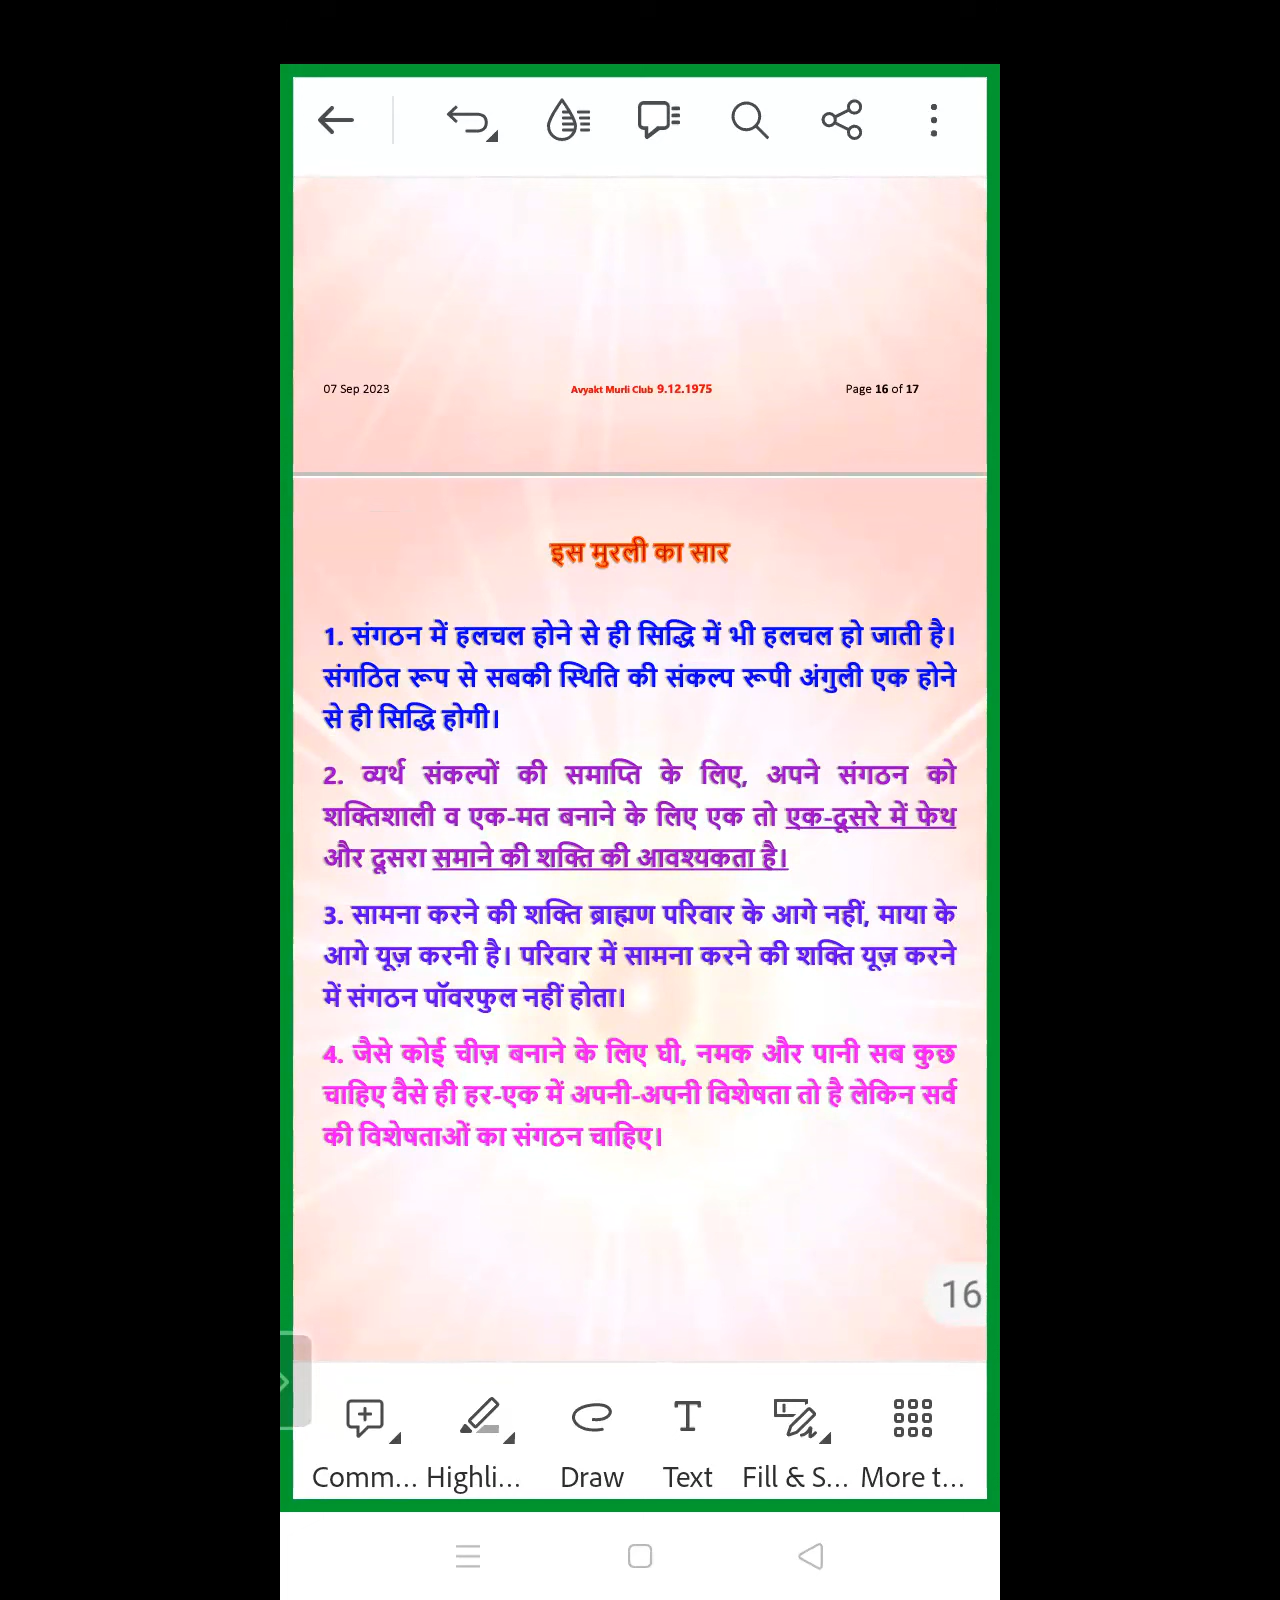 07 Sep 2023 Avyakt Murli Club 9.12.1975 Page 16 of 17
इस मुरली का सार
1. संगठन में हलचल होने से ही सिद्धि में भी हलचल हो जाती है।
संगठित रूप से सबकी स्थिति की संकल्प रूपी अंगुली एक होने
से ही सिद्धि होगी।
2. व्यर्थ संकल्पों की समाप्ति के लिए, अपने संगठन को
शक्तिशाली व एक-मत बनाने के लिए एक तो एक-दूसरे में फेथ
और दूसरा समाने की शक्ति की आवश्यकता है।
3. सामना करने की शक्ति ब्राह्मण परिवार के आगे नहीं, माया के
आगे यूज़ करनी है। परिवार में सामना करने की शक्ति यूज़ करने
में संगठन पॉवरफुल नहीं होता।
4. जैसे कोई चीज़ बनाने के लिए घी, नमक और पानी सब कुछ
चाहिए वैसे ही हर-एक में अपनी-अपनी विशेषता तो है लेकिन सर्व
की विशेषताओं का संगठन चाहिए।
16
Comm... Highli... Draw Text Fill & S... More t...